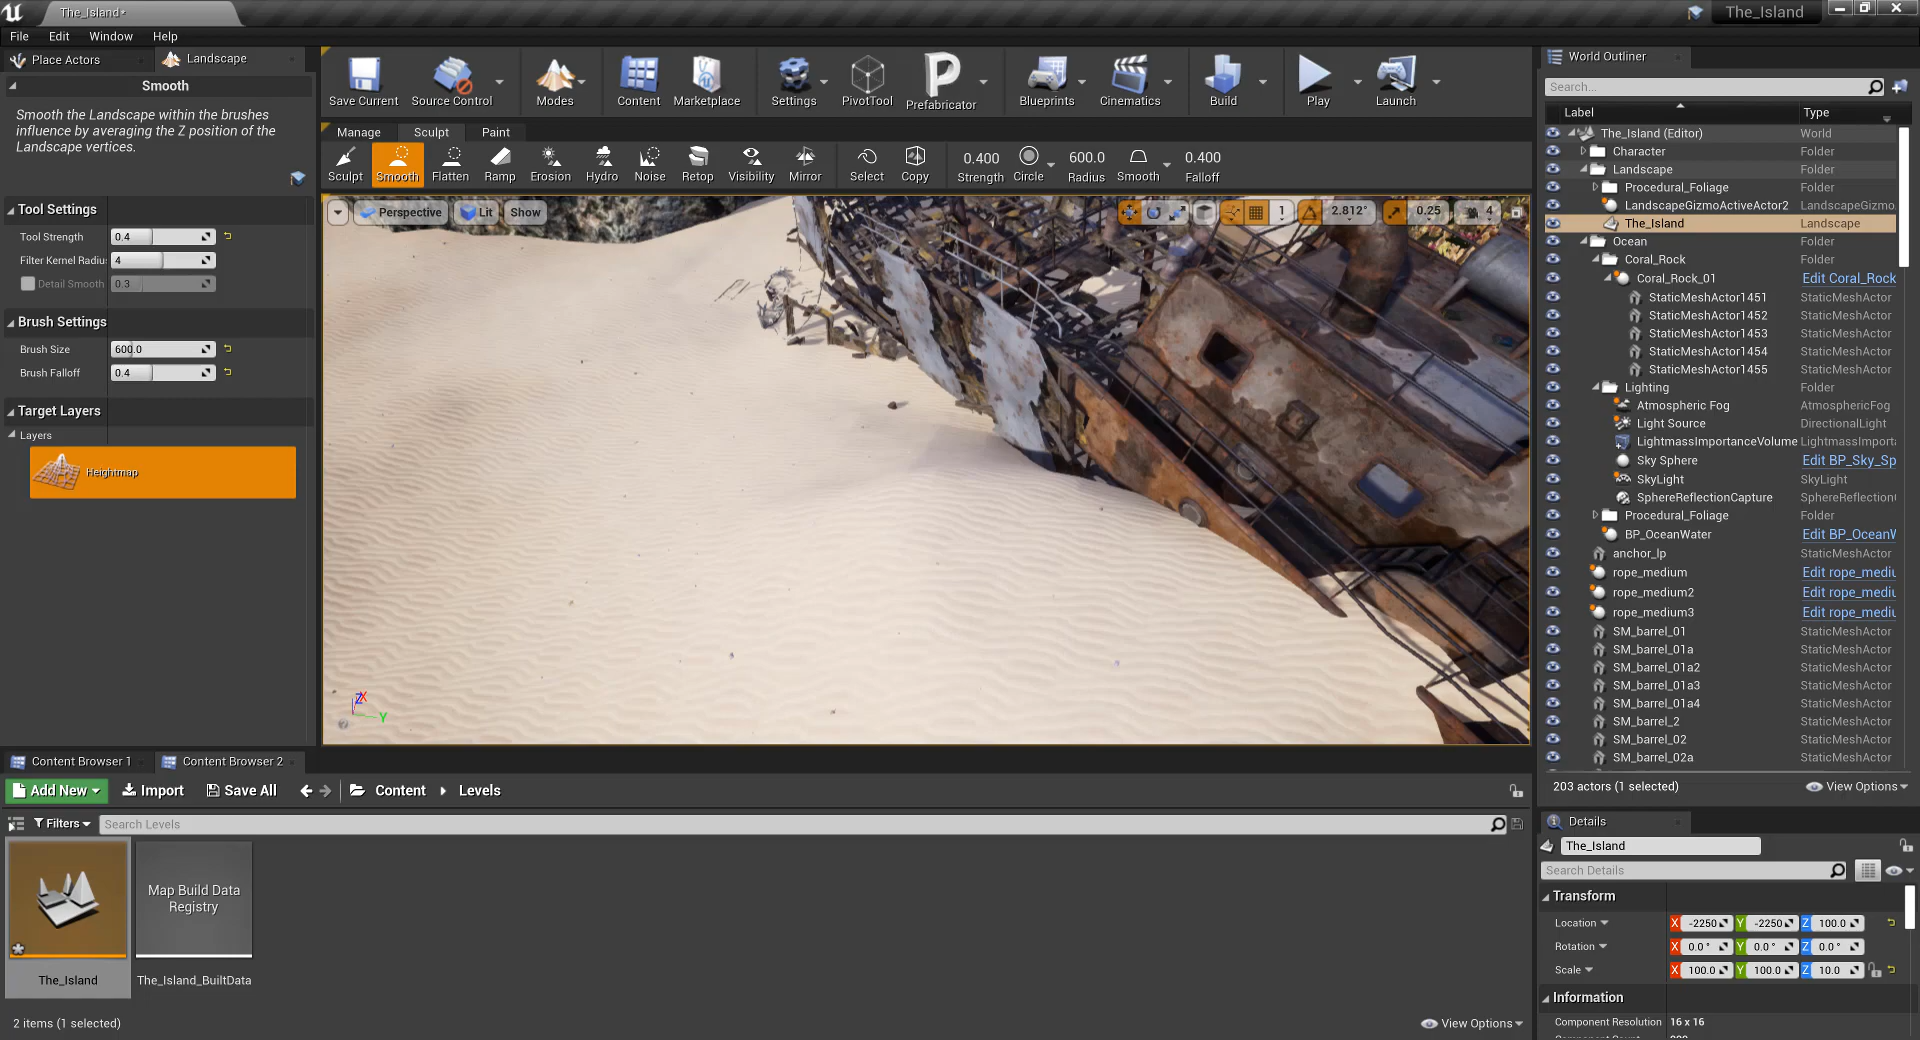 The_Island•
The_Island
File Edit Window Help
Place Actors
Landscape
Smooth
Smooth the Landscape within the brushes
influence by averaging the Z position of the
Landscape vertices.
Tool Settings
Tool Strength 0.4
Filter Kernel Radiu 4
Detail Smooth 0.3
Brush Settings
Brush Size 600.0
Brush Falloff 0.4
Target Layers
Layers
Heightmap
Save Current
Source Control
Modes
Content
Marketplace
Settings
PivotTool
Prefabricator
Blueprints
Cinematics
Build
Play
Launch
Manage Sculpt Paint
Sculpt Smooth Flatten Ramp Erosion Hydro Noise Retop Visibility Mirror Select Copy
0.400 Strength
Circle
600.0 Radius
Smooth
0.400 Falloff
Perspective Lit Show
1 2.812° 0.25 4
Z X
Y
World Outliner
Search...
Label Type
The_Island (Editor) World
Character Folder
Landscape Folder
Procedural_Foliage Folder
LandscapeGizmoActiveActor2 LandscapeGizmo
The_Island Landscape
Ocean Folder
Coral_Rock Folder
Coral_Rock_01 Edit Coral_Rock
StaticMeshActor1451 StaticMeshActor
StaticMeshActor1452 StaticMeshActor
StaticMeshActor1453 StaticMeshActor
StaticMeshActor1454 StaticMeshActor
StaticMeshActor1455 StaticMeshActor
Lighting Folder
Atmospheric Fog AtmosphericFog
Light Source DirectionalLight
LightmassImportanceVolume LightmassImporta
Sky Sphere Edit BP_Sky_Sp
SkyLight SkyLight
SphereReflectionCapture SphereReflection
Procedural_Foliage Folder
BP_OceanWater Edit BP_OceanW
anchor_lp StaticMeshActor
rope_medium Edit rope_mediu
rope_medium2 Edit rope_mediu
rope_medium3 Edit rope_mediu
SM_barrel_01 StaticMeshActor
SM_barrel_01a StaticMeshActor
SM_barrel_01a2 StaticMeshActor
SM_barrel_01a3 StaticMeshActor
SM_barrel_01a4 StaticMeshActor
SM_barrel_2 StaticMeshActor
SM_barrel_02 StaticMeshActor
SM_barrel_02a StaticMeshActor
203 actors (1 selected) View Options
Content Browser 1
Content Browser 2
Add New Import Save All Content Levels
Filters Search Levels
Map Build Data
Registry
The_Island
The_Island_BuiltData
2 items (1 selected)
View Options
Details
The_Island
Search Details
Transform
Location X -2250 Y -2250 Z 100.0
Rotation X 0.0° Y 0.0° Z 0.0°
Scale X 100.0 Y 100.0 Z 10.0
Information
Component Resolution 16 x 16